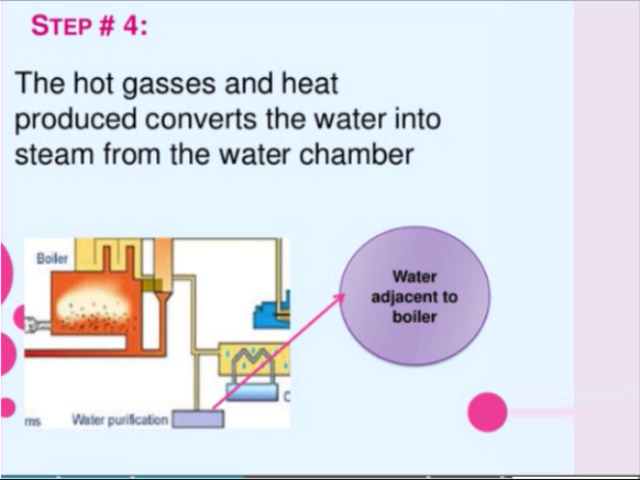 STEP # 4:
The hot gasses and heat
produced converts the water into
steam from the water chamber
Boiler
Water
adjacent to
boiler
C
ms
Water purification